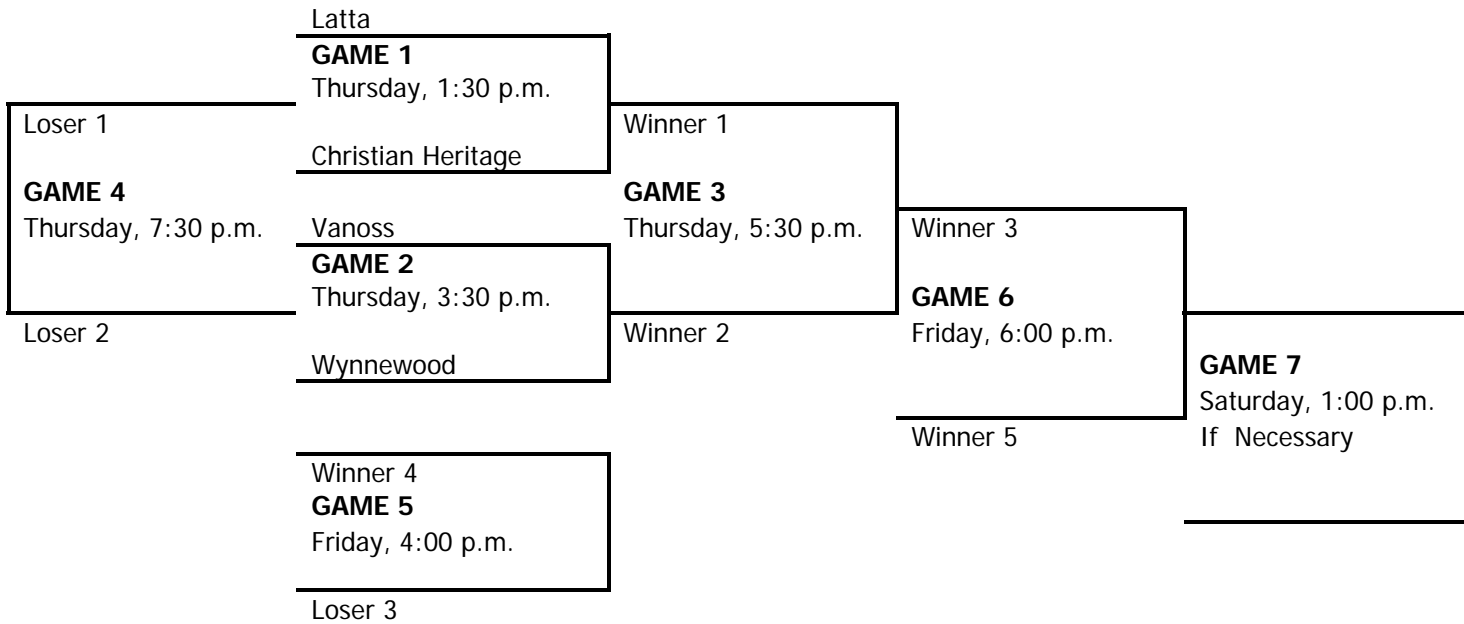 Latta
GAME 1
Thursday, 1:30 p.m.
Christian Heritage
Loser 1
GAME 4
Thursday, 7:30 p.m.
Loser 2
Vanoss
GAME 2
Thursday, 3:30 p.m.
Wynnewood
Winner 1
GAME 3
Thursday, 5:30 p.m.
Winner 2
Winner 4
GAME 5
Friday, 4:00 p.m.
Loser 3
Winner 3
GAME 6
Friday, 6:00 p.m.
Winner 5
GAME 7
Saturday, 1:00 p.m.
If Necessary